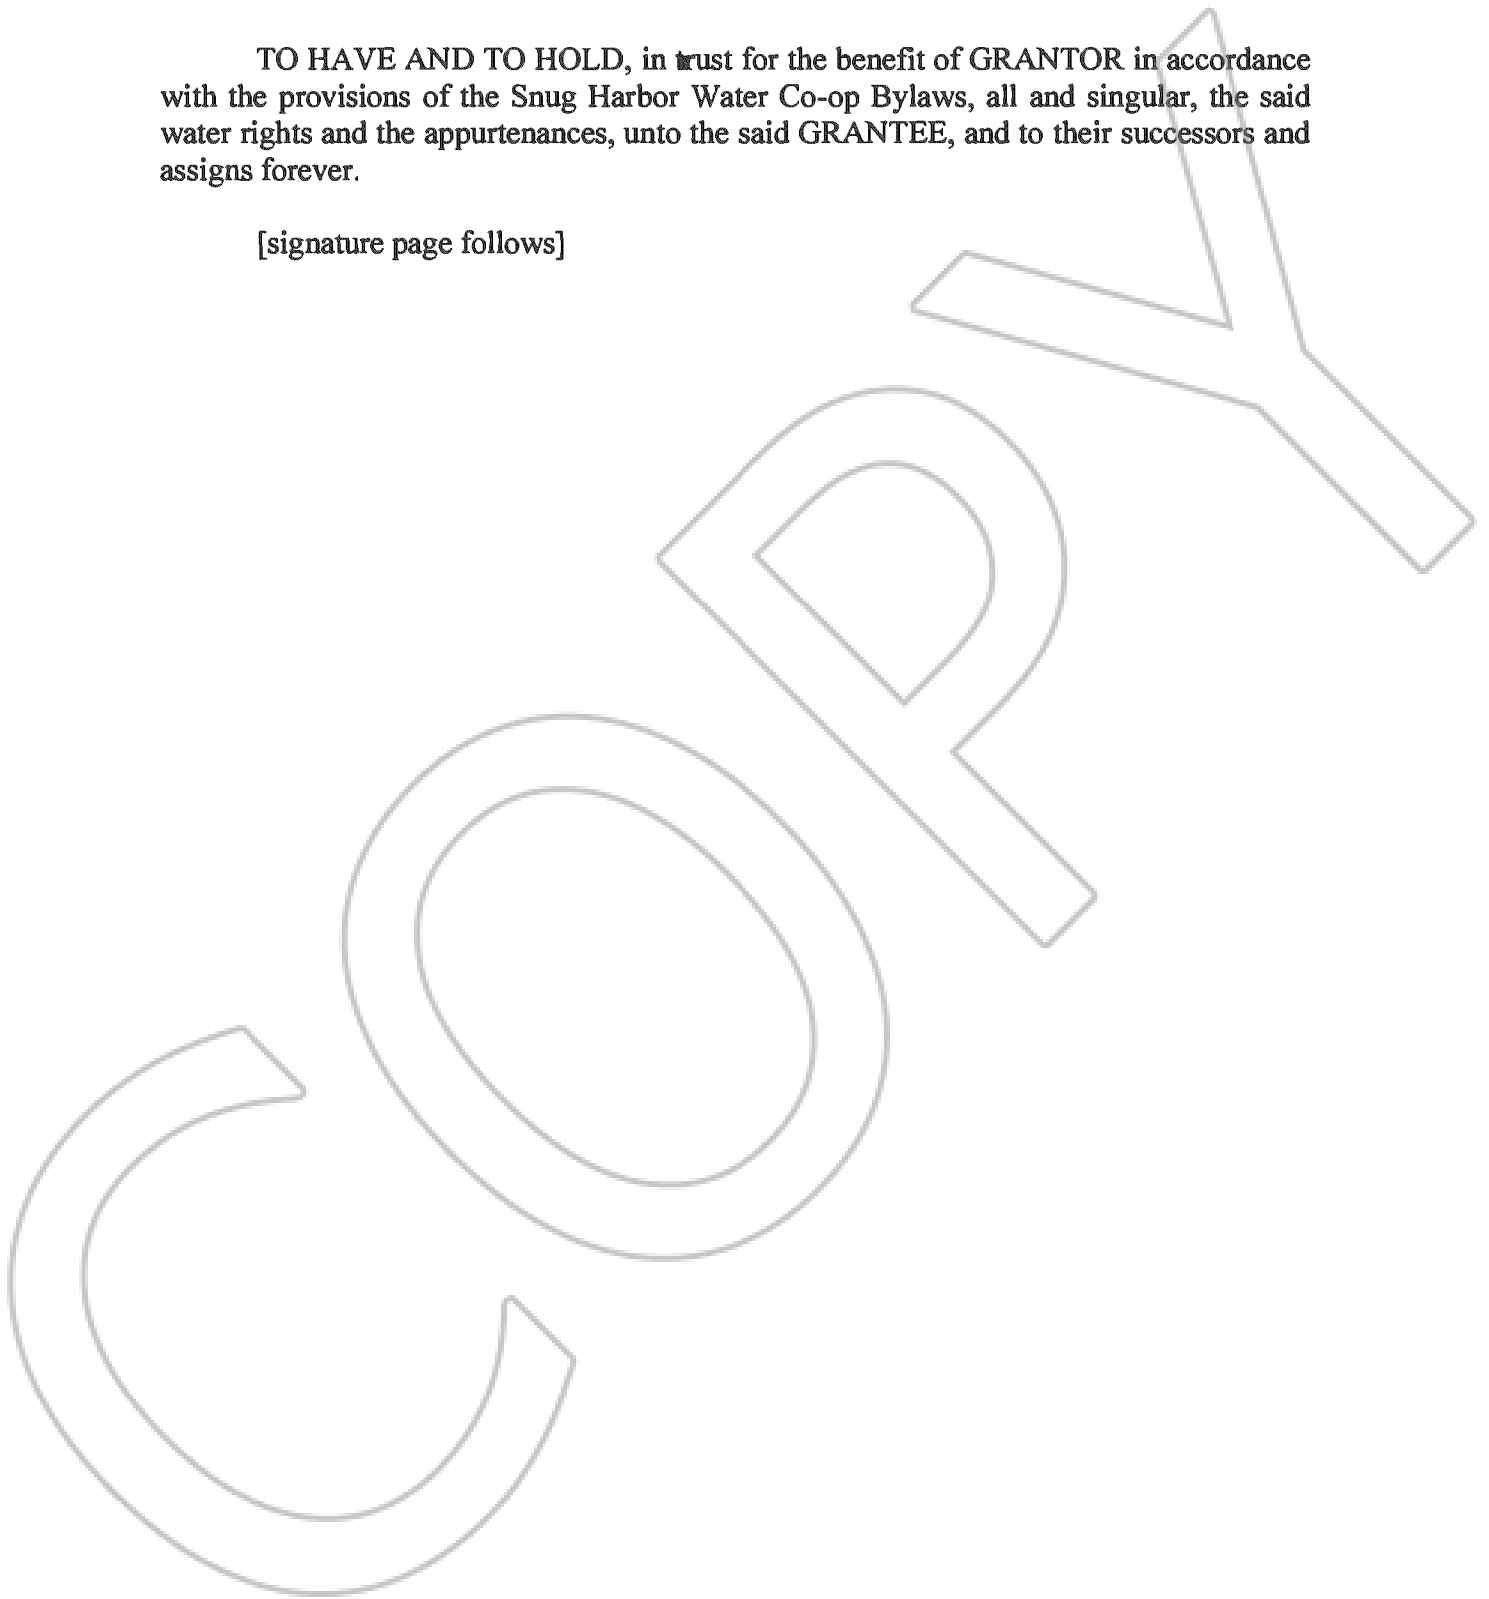 TO HAVE AND TO HOLD, in trust for the benefit of GRANTOR in accordance
with the provisions of the Snug Harbor Water Co-op Bylaws, all and singular, the said
water rights and the appurtenances, unto the said GRANTEE, and to their successors and
assigns forever.
[signature page follows]
COPY